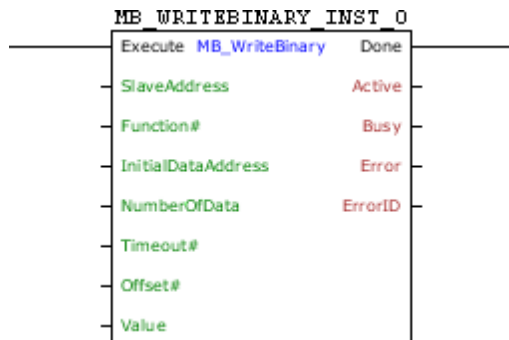 MB_WRITEBINARY_INST_0
Execute MB_WriteBinary Done
SlaveAddress Active
Function# Busy
InitialDataAddress Error
NumberOfData ErrorID
Timeout#
Offset#
Value